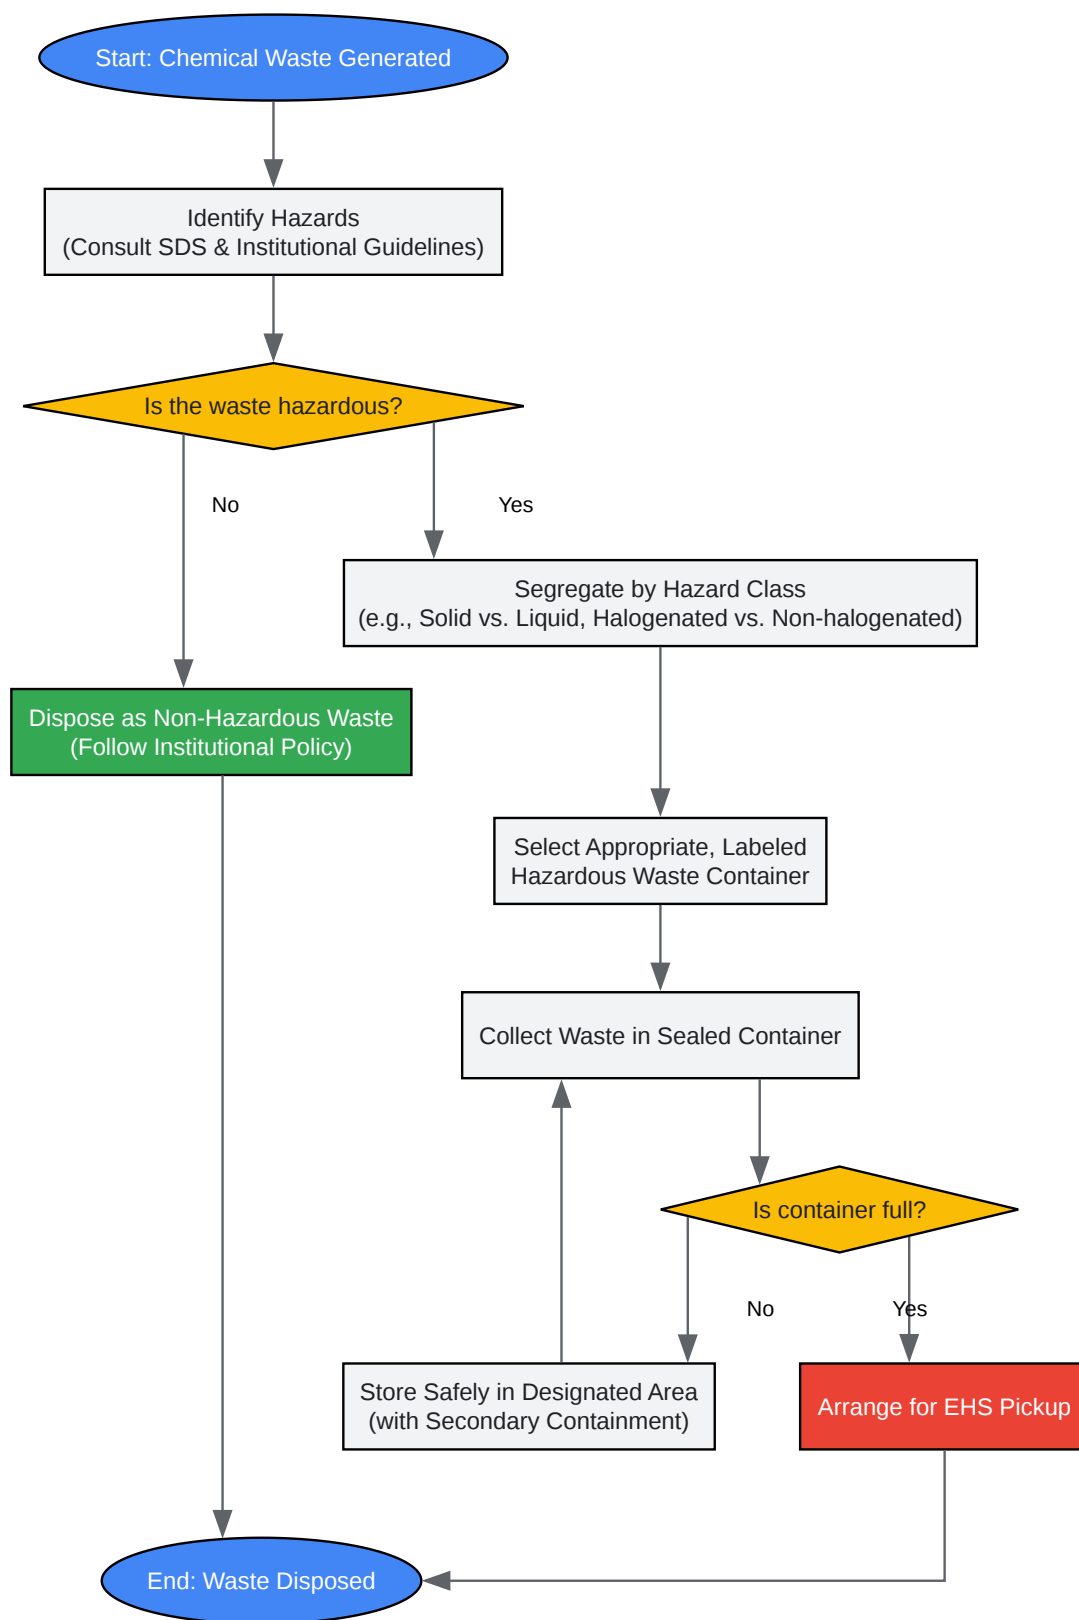 Start: Chemical Waste Generated
Identify Hazards
(Consult SDS & Institutional Guidelines)
Is the waste hazardous?
No
Yes
Segregate by Hazard Class
(e.g., Solid vs. Liquid, Halogenated vs. Non-halogenated)
Dispose as Non-Hazardous Waste
(Follow Institutional Policy)
Select Appropriate, Labeled
Hazardous Waste Container
Collect Waste in Sealed Container
Is container full?
No
Yes
Store Safely in Designated Area
(with Secondary Containment)
Arrange for EHS Pickup
End: Waste Disposed